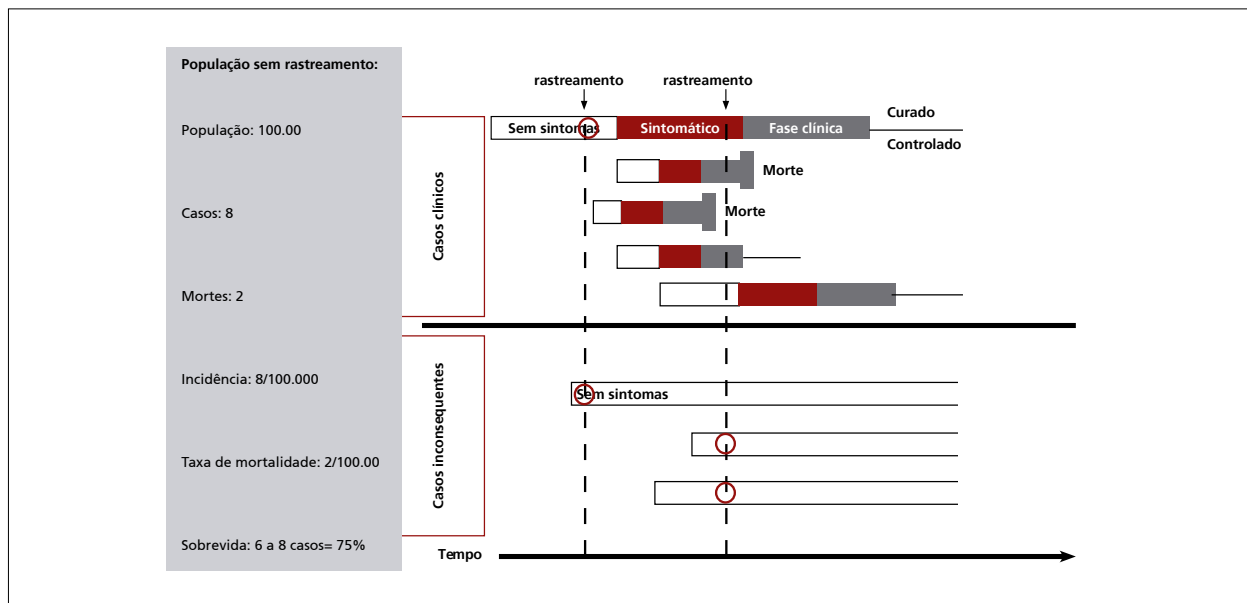 População sem rastreamento:
População: 100.00
Casos: 8
Mortes: 2
Incidência: 8/100.000
Taxa de mortalidade: 2/100.00
Sobrevida: 6 a 8 casos= 75%
Casos clínicos
Casos inconsequentes
rastreamento
rastreamento
Sem sintomas
Sintomático
Fase clínica
Curado
Controlado
Morte
Morte
Sem sintomas
Tempo